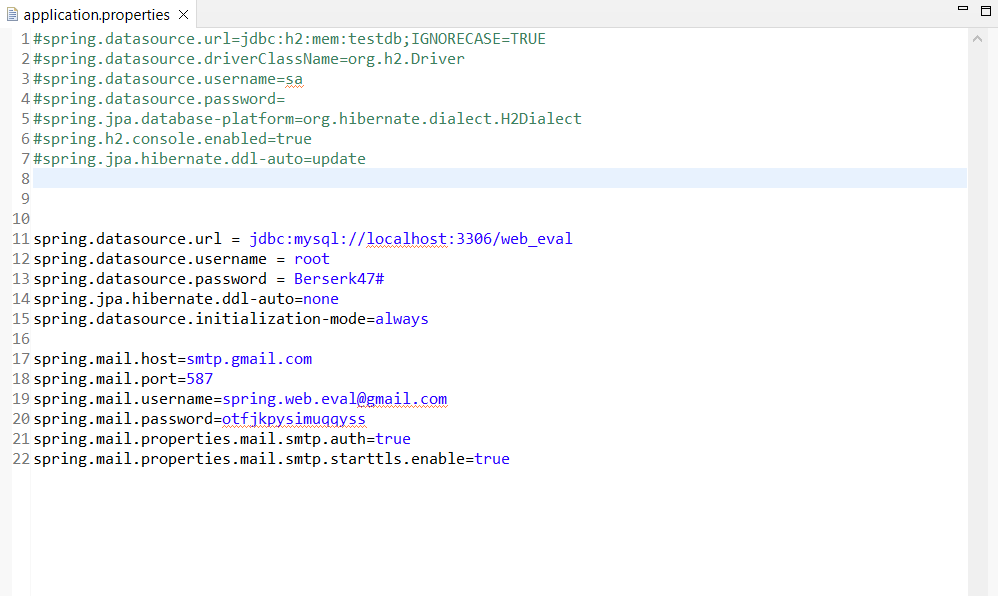 application.properties
1 #spring.datasource.url=jdbc:h2:mem:testdb;IGNORECASE=TRUE
2 #spring.datasource.driverClassName=org.h2.Driver
3 #spring.datasource.username=sa
4 #spring.datasource.password=
5 #spring.jpa.database-platform=org.hibernate.dialect.H2Dialect
6 #spring.h2.console.enabled=true
7 #spring.jpa.hibernate.ddl-auto=update
8
9
10
11 spring.datasource.url = jdbc:mysql://localhost:3306/web_eval
12 spring.datasource.username = root
13 spring.datasource.password = Berserk47#
14 spring.jpa.hibernate.ddl-auto=none
15 spring.datasource.initialization-mode=always
16
17 spring.mail.host=smtp.gmail.com
18 spring.mail.port=587
19 spring.mail.username=spring.web.eval@gmail.com
20 spring.mail.password=otfjkpysimuqqyss
21 spring.mail.properties.mail.smtp.auth=true
22 spring.mail.properties.mail.smtp.starttls.enable=true